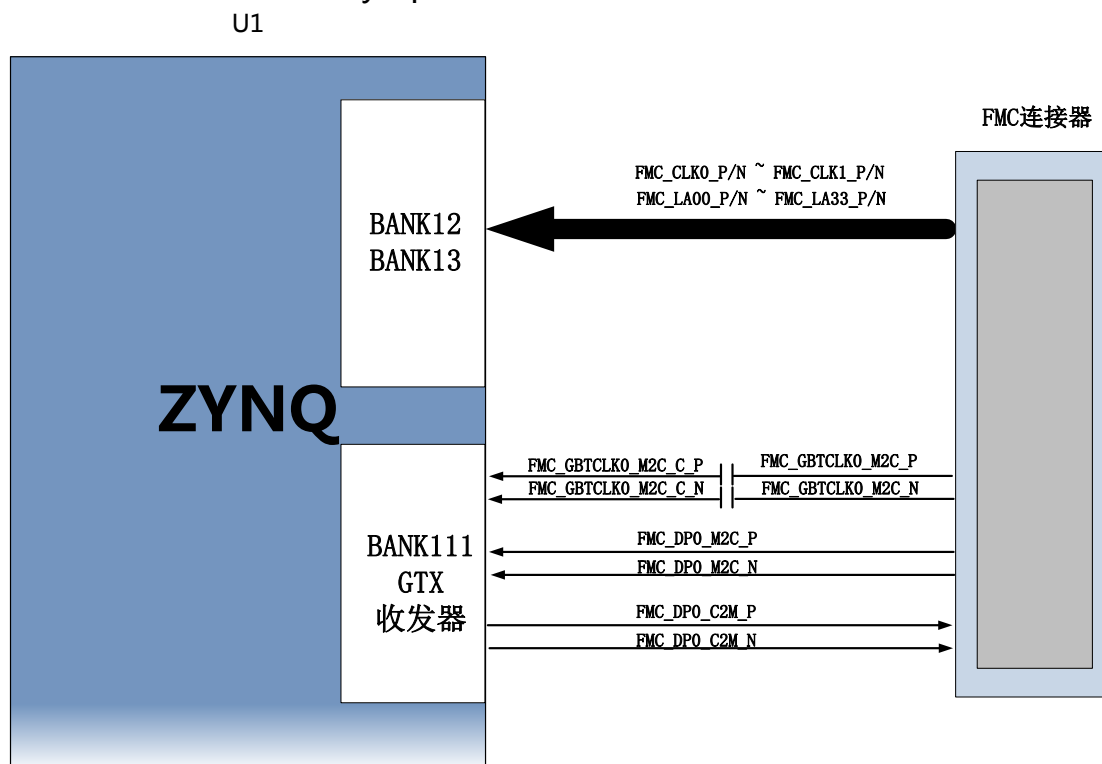 U1
FMC连接器
FMC_CLK0_P/N ~ FMC_CLK1_P/N
FMC_LA00_P/N ~ FMC_LA33_P/N
BANK12
BANK13
ZYNQ
FMC_GBTCLK0_M2C_C_P
FMC_GBTCLK0_M2C_P
FMC_GBTCLK0_M2C_C_N
FMC_GBTCLK0_M2C_N
BANK111
GTX
收发器
FMC_DP0_M2C_P
FMC_DP0_M2C_N
FMC_DP0_C2M_P
FMC_DP0_C2M_N